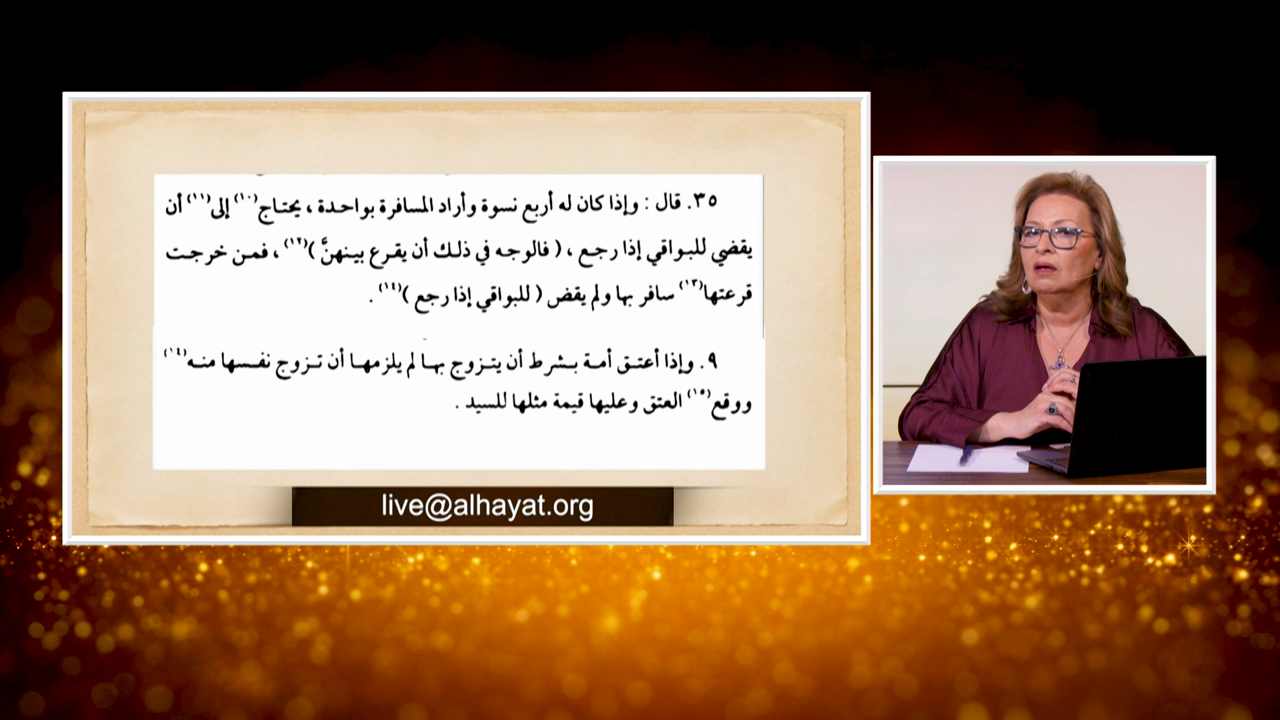 ٣٥. قال : وإذا كان له أربع نسوة وأراد المسافرة بواحدة ، يحتاج(١٠) إلى(١١) أن
يقضي للبواقي إذا رجع ، ( فالوجه في ذلك أن يقرع بينهنَّ )(١٢) ، فمن خرجت
قرعتها(١٣) سافر بها ولم يقض ( للبواقي إذا رجع )(١٤) .
٩. وإذا أعتق أمة بشرط أن يتزوج بها لم يلزمها أن تزوج نفسها منه(١٤)
ووقع(١٥) العتق وعليها قيمة مثلها للسيد .
live@alhayat.org